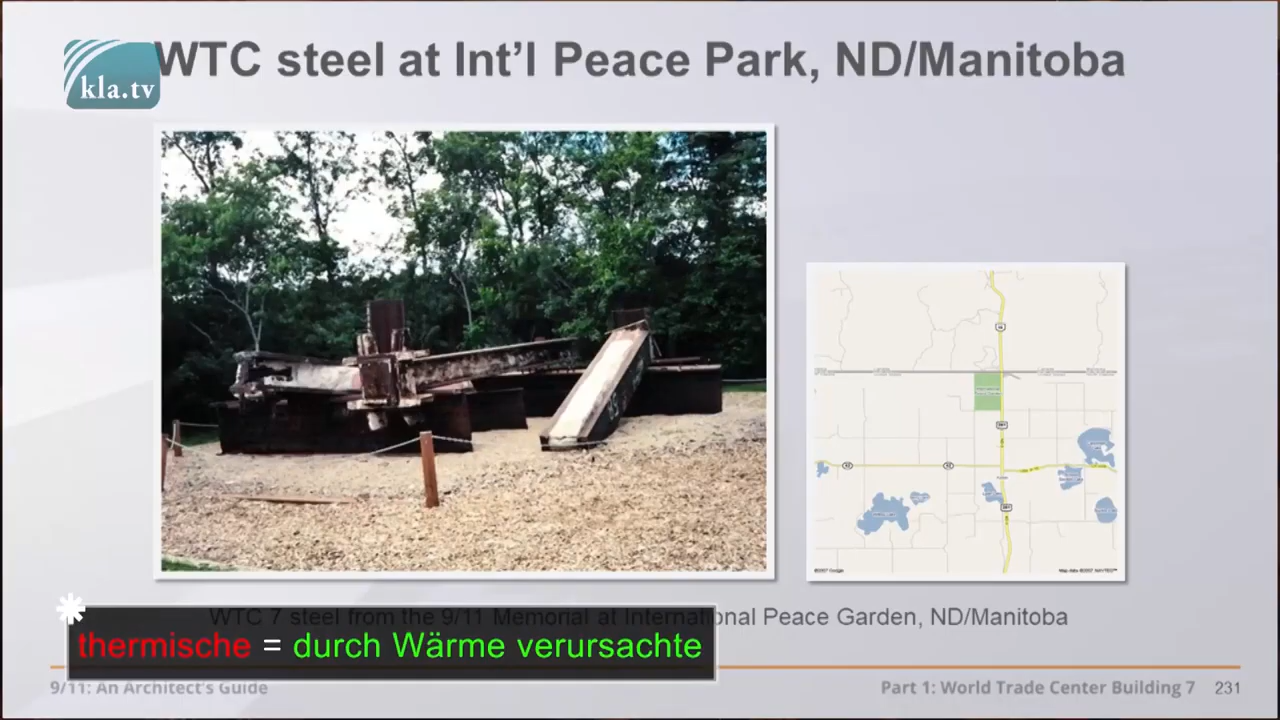 WTC steel at Int’l Peace Park, ND/Manitoba
kla.tv
WTC 7 steel from the 9/11 Memorial at International Peace Garden, ND/Manitoba
*
thermische = durch Wärme verursachte
9/11: An Architect's Guide
Part 1: World Trade Center Building 7 231